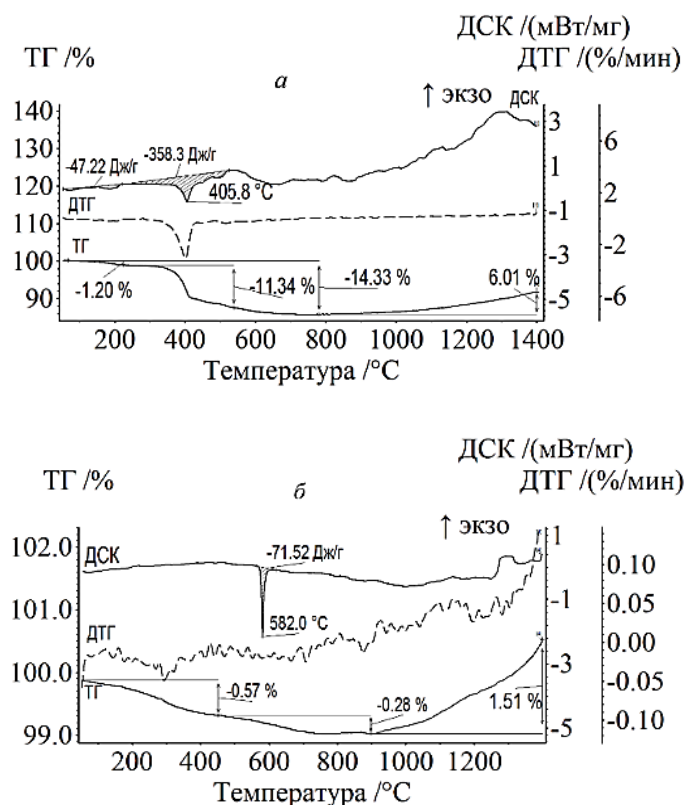 ДСК /(мВт/мг)
ТГ /%
ДТГ /(%/мин)
а
↑ экзо
ДСК
140
130
120
110
100
90
3
1
-1
-3
-5
8
2
-2
-6
-47.22 Дж/г
-358.3 Дж/г
405.8 °C
ДТГ
ТГ
-1.20 %
-11.34 %
-14.33 %
6.01 %
200 400 600 800 1000 1200 1400
Температура /°C
ДСК /(мВт/мг)
ТГ /%
ДТГ /(%/мин)
б
↑ экзо
102.0
101.0
100.0
99.0
1
-1
-3
-5
0.10
0.05
0.00
-0.05
-0.10
ДСК
-71.52 Дж/г
582.0 °C
ДТГ
ТГ
-0.57 %
-0.28 %
1.51 %
200 400 600 800 1000 1200
Температура /°C